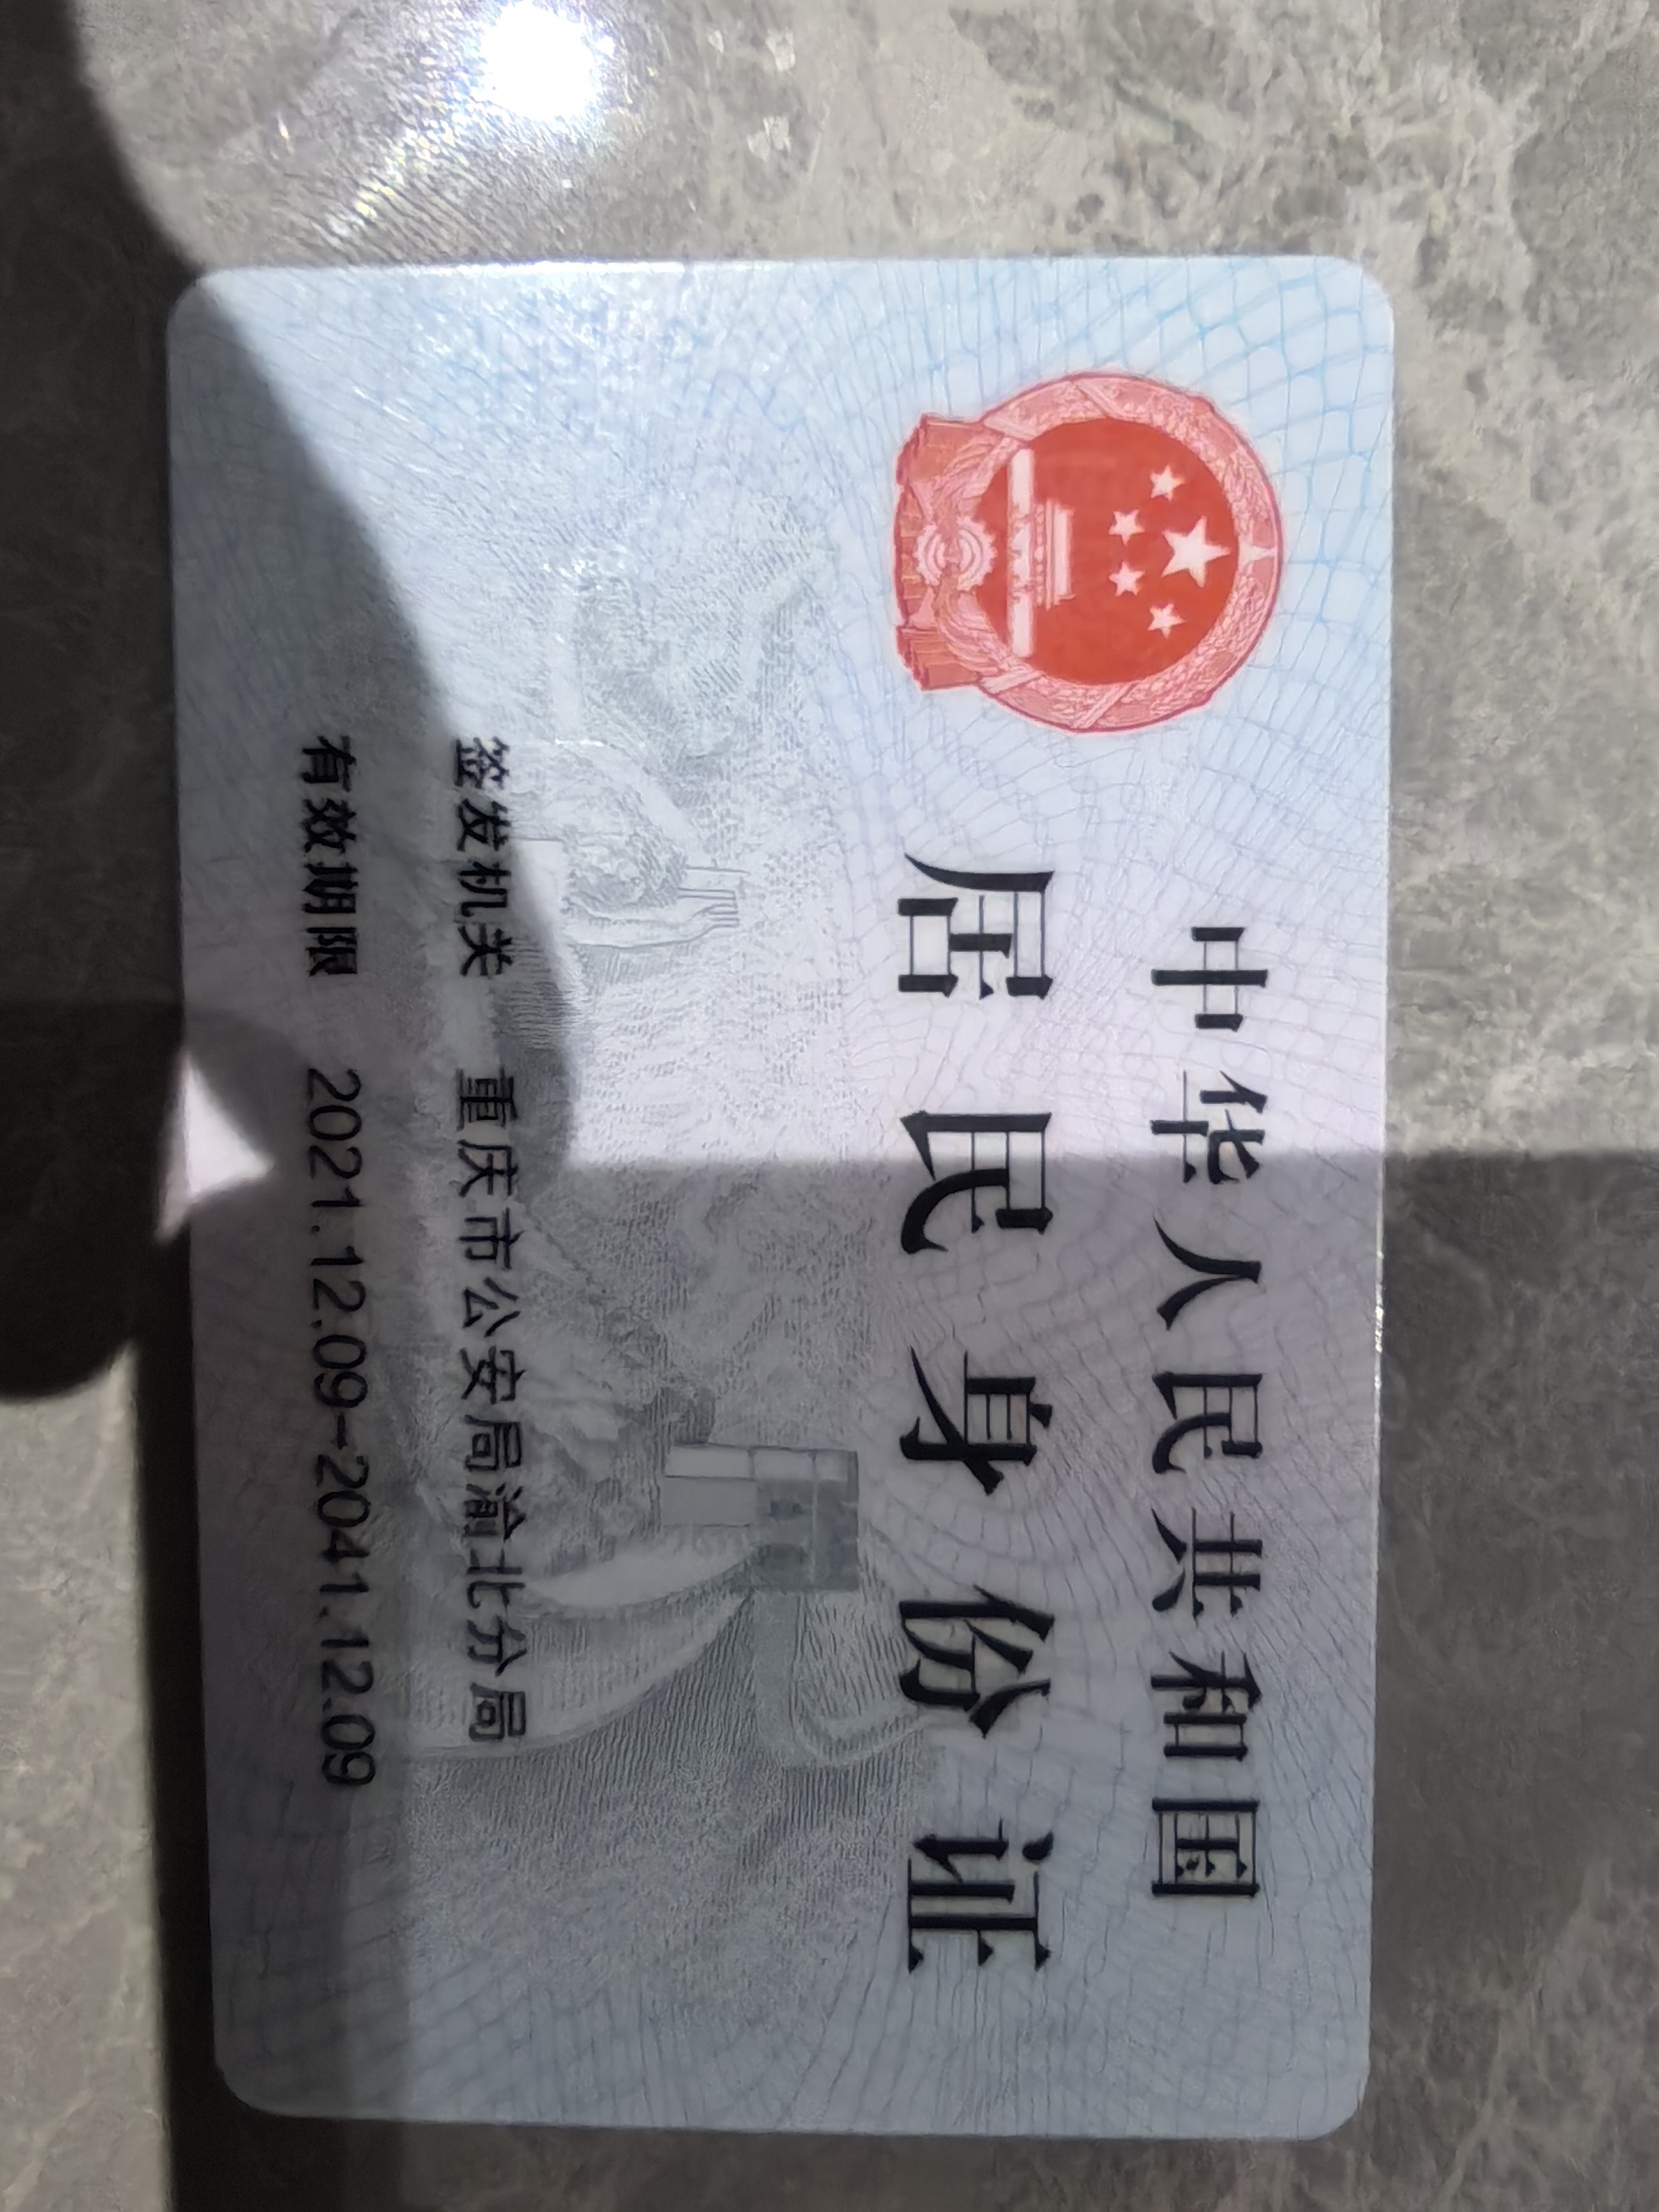 中华人民共和国
居民身份证
签发机关 重庆市公安局渝北分局
有效期限 2021.12.09-2041.12.09